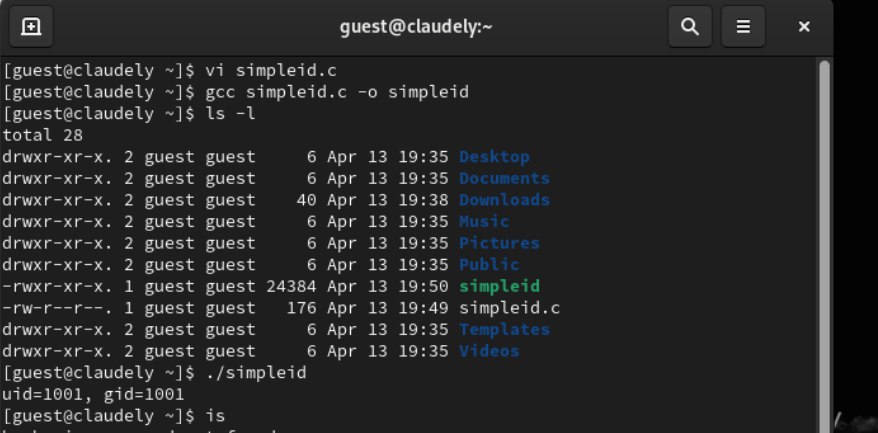 guest@claudely:~
[guest@claudely ~]$ vi simpleid.c
[guest@claudely ~]$ gcc simpleid.c -o simpleid
[guest@claudely ~]$ ls -l
total 28
drwxr-xr-x. 2 guest guest     6 Apr 13 19:35 Desktop
drwxr-xr-x. 2 guest guest     6 Apr 13 19:35 Documents
drwxr-xr-x. 2 guest guest    40 Apr 13 19:38 Downloads
drwxr-xr-x. 2 guest guest     6 Apr 13 19:35 Music
drwxr-xr-x. 2 guest guest     6 Apr 13 19:35 Pictures
drwxr-xr-x. 2 guest guest     6 Apr 13 19:35 Public
-rwxr-xr-x. 1 guest guest 24384 Apr 13 19:50 simpleid
-rw-r--r--. 1 guest guest   176 Apr 13 19:49 simpleid.c
drwxr-xr-x. 2 guest guest     6 Apr 13 19:35 Templates
drwxr-xr-x. 2 guest guest     6 Apr 13 19:35 Videos
[guest@claudely ~]$ ./simpleid
uid=1001, gid=1001
[guest@claudely ~]$ is